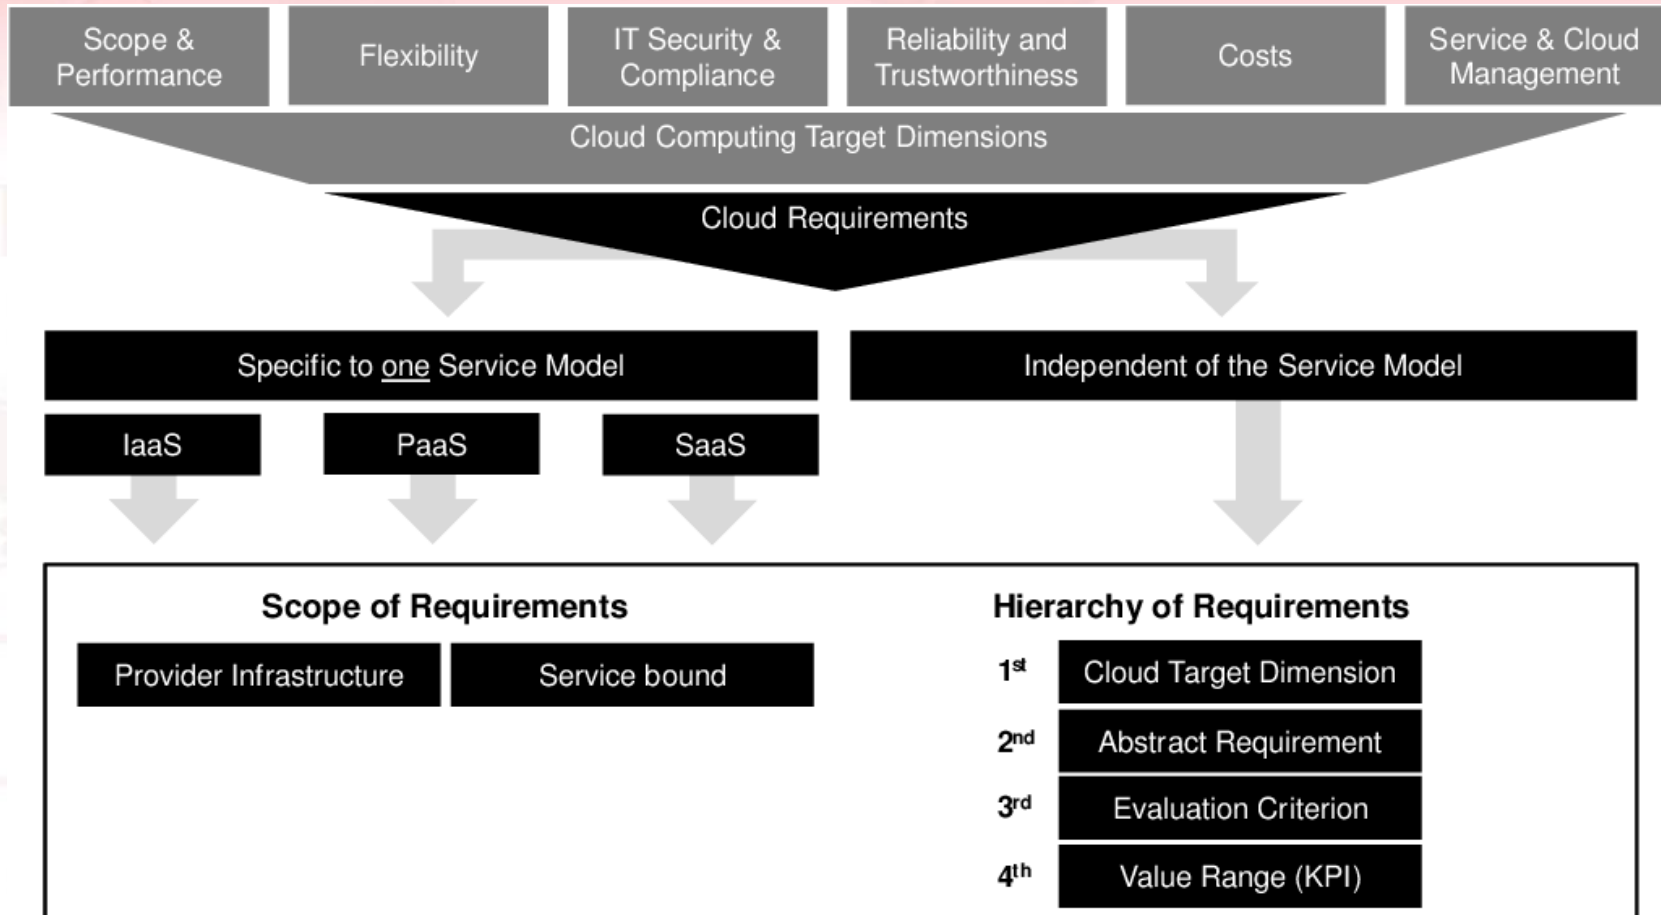 Scope &
Performance
Flexibility
IT Security &
Compliance
Reliability and
Trustworthiness
Costs
Service & Cloud
Management
Cloud Computing Target Dimensions
Cloud Requirements
Specific to one Service Model
Independent of the Service Model
IaaS
PaaS
SaaS
Scope of Requirements
Provider Infrastructure
Service bound
Hierarchy of Requirements
1st Cloud Target Dimension
2nd Abstract Requirement
3rd Evaluation Criterion
4th Value Range (KPI)